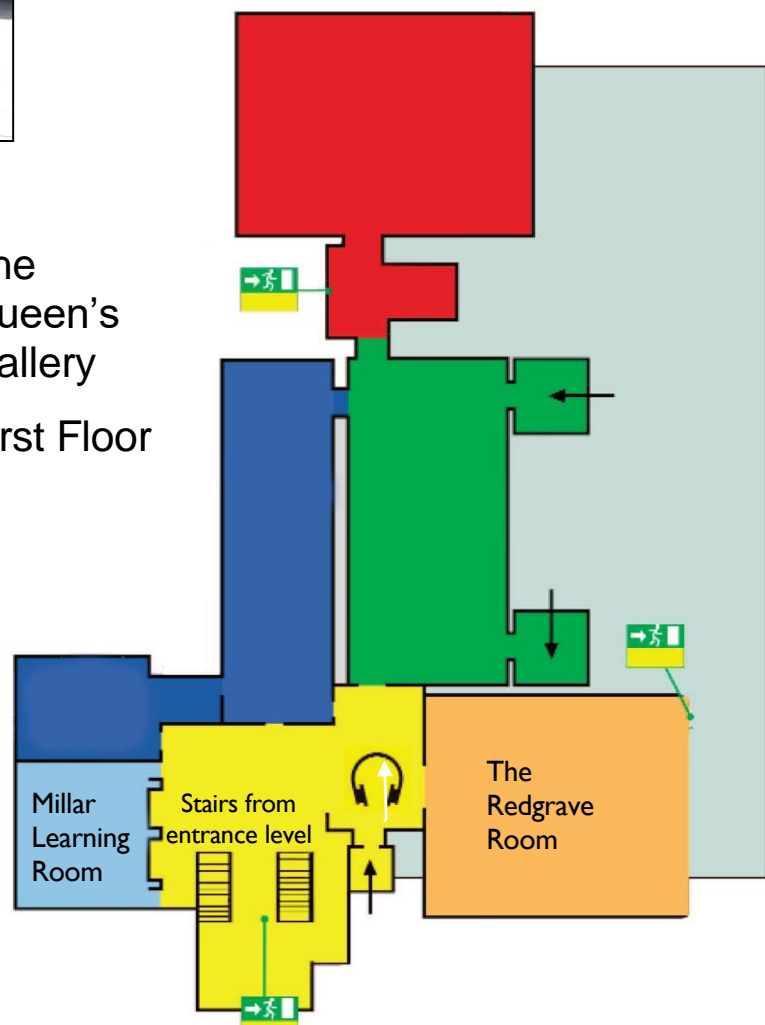 he
ueen’s
allery
rst Floor
Millar
Learning
Room
Stairs from
entrance level
The
Redgrave
Room